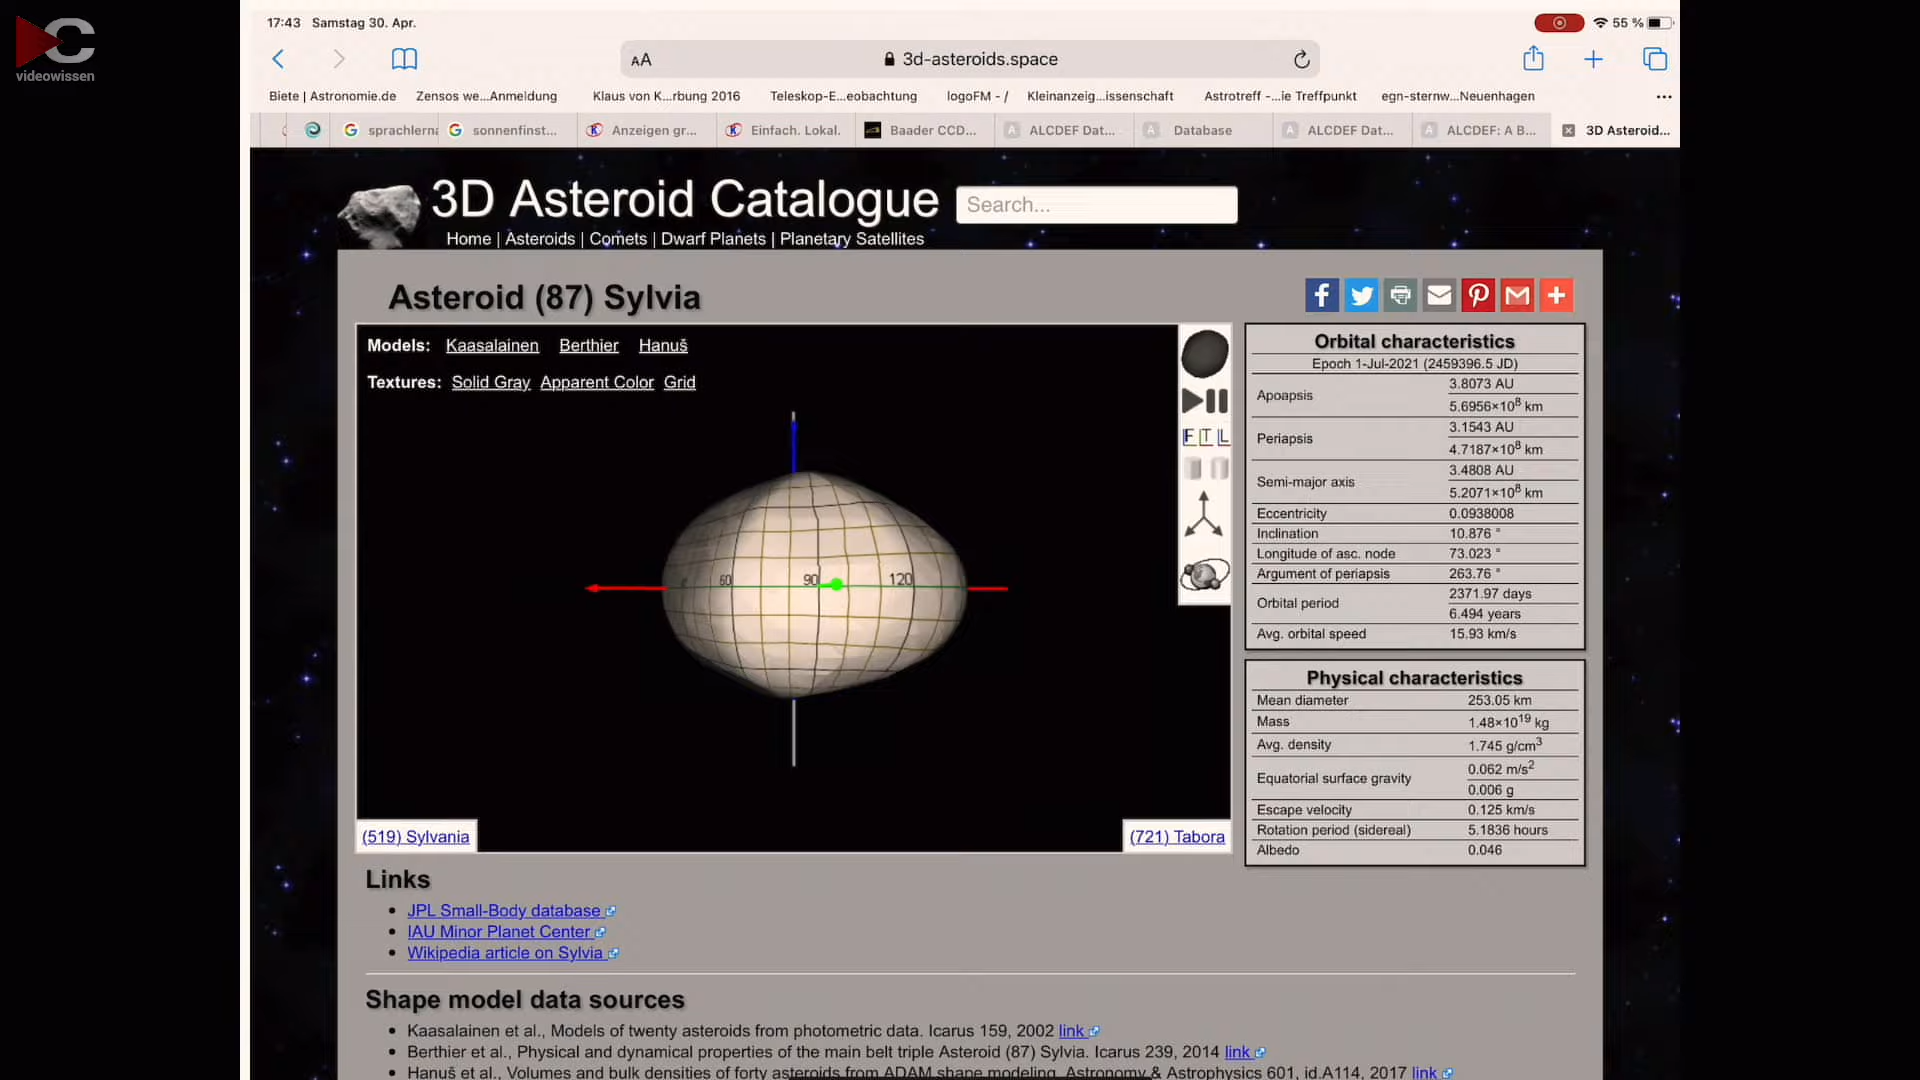 videowissen
17:43 Samstag 30. Apr.
55 %
AA
3d-asteroids.space
Biete | Astronomie.de Zensos we...Anmeldung Klaus von K...rbung 2016 Teleskop-E...eobachtung logoFM - / Kleinanzeig...issenschaft Astrotreff -...ie Treffpunkt egn-sternw...Neuenhagen ...
sprachlerna sonnenfinst... Anzeigen gr... Einfach. Lokal. Baader CCD... ALCDEF Dat... Database ALCDEF Dat... ALCDEF: A B... 3D Asteroid...
3D Asteroid Catalogue
Search...
Home | Asteroids | Comets | Dwarf Planets | Planetary Satellites
Asteroid (87) Sylvia
Models: Kaasalainen Berthier Hanuš
Textures: Solid Gray Apparent Color Grid
F T L
60 90 120
(519) Sylvania
(721) Tabora
Orbital characteristics
Epoch 1-Jul-2021 (2459396.5 JD)
Apoapsis
3.8073 AU
5.6956×10⁸ km
Periapsis
3.1543 AU
4.7187×10⁸ km
Semi-major axis
3.4808 AU
5.2071×10⁸ km
Eccentricity 0.0938008
Inclination 10.876 °
Longitude of asc. node 73.023 °
Argument of periapsis 263.76 °
Orbital period
2371.97 days
6.494 years
Avg. orbital speed 15.93 km/s
Physical characteristics
Mean diameter 253.05 km
Mass 1.48×10¹⁹ kg
Avg. density 1.745 g/cm³
Equatorial surface gravity
0.062 m/s²
0.006 g
Escape velocity 0.125 km/s
Rotation period (sidereal) 5.1836 hours
Albedo 0.046
Links
• JPL Small-Body database
• IAU Minor Planet Center
• Wikipedia article on Sylvia
Shape model data sources
• Kaasalainen et al., Models of twenty asteroids from photometric data. Icarus 159, 2002 link
• Berthier et al., Physical and dynamical properties of the main belt triple Asteroid (87) Sylvia. Icarus 239, 2014 link
• Hanuš et al., Volumes and bulk densities of forty asteroids from ADAM shape modeling. Astronomy & Astrophysics 601, id.A114, 2017 link